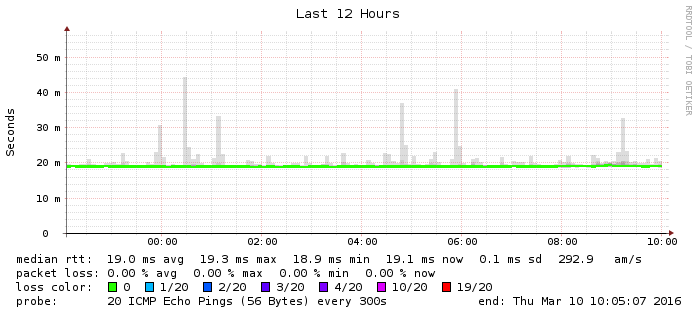 Last 12 Hours
RRDTOOL / TOBI OETIKER
Seconds
50 m
40 m
30 m
20 m
10 m
0
00:00 02:00 04:00 06:00 08:00 10:00
median rtt: 19.0 ms avg 19.3 ms max 18.9 ms min 19.1 ms now 0.1 ms sd 292.9 am/s
packet loss: 0.00 % avg 0.00 % max 0.00 % min 0.00 % now
loss color: 0 1/20 2/20 3/20 4/20 10/20 19/20
probe: 20 ICMP Echo Pings (56 Bytes) every 300s end: Thu Mar 10 10:05:07 2016